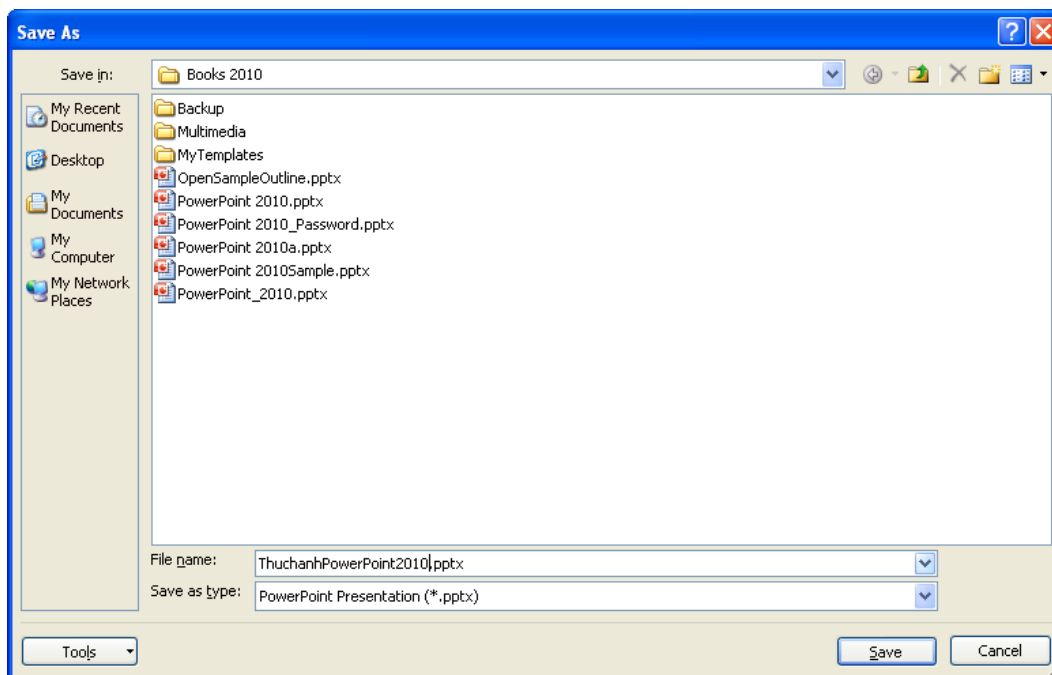 Save As
Save in:
Books 2010
My Recent
Documents
Desktop
My
Documents
My
Computer
My Network
Places
Backup
Multimedia
MyTemplates
OpenSampleOutline.pptx
PowerPoint 2010.pptx
PowerPoint 2010_Password.pptx
PowerPoint 2010a.pptx
PowerPoint 2010Sample.pptx
PowerPoint_2010.pptx
File name:
ThuchanhPowerPoint2010.pptx
Save as type:
PowerPoint Presentation (*.pptx)
Tools
Save
Cancel